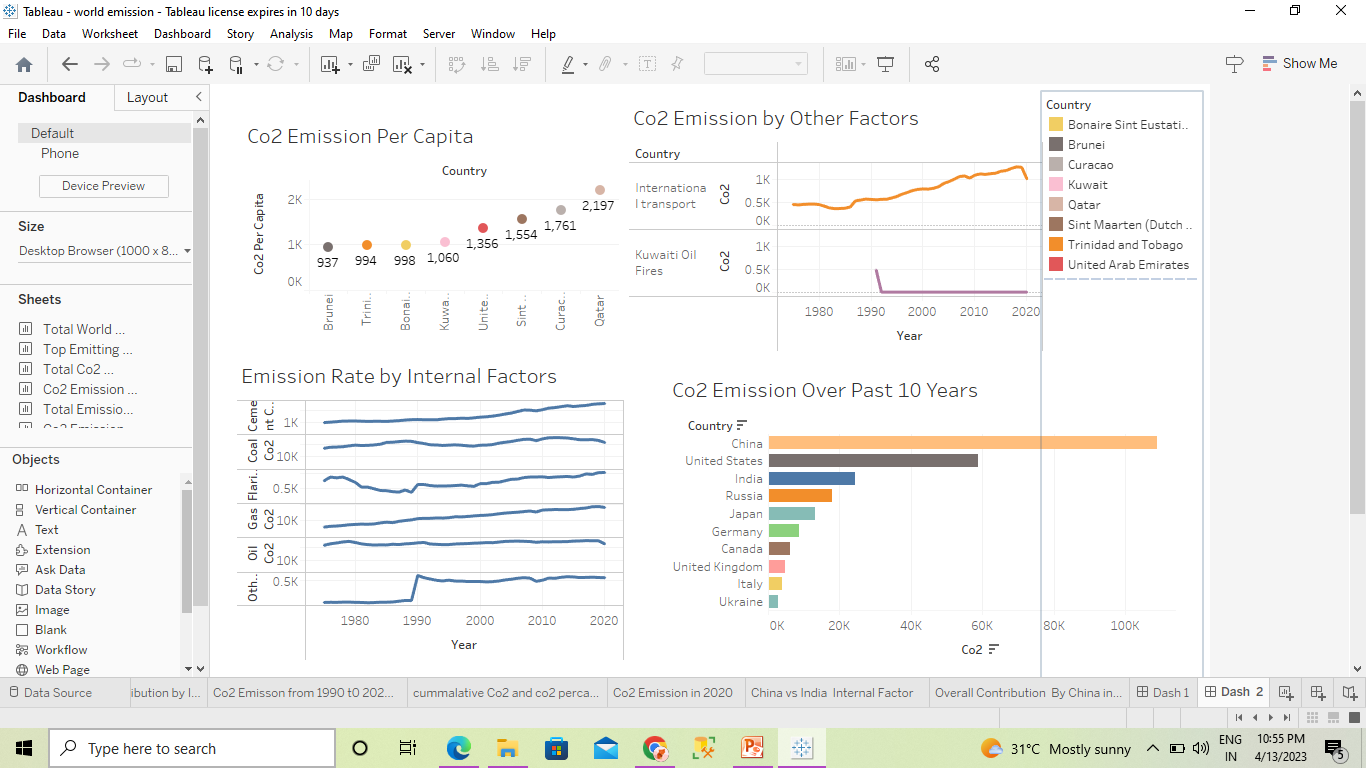 Tableau - world emission - Tableau license expires in 10 days
File Data Worksheet Dashboard Story Analysis Map Format Server Window Help
Show Me
Dashboard Layout
Default
Phone
Device Preview
Size
Desktop Browser (1000 x 8...
Sheets
Total World ...
Top Emitting ...
Total Co2 ...
Co2 Emission ...
Total Emissio...
Co2 Emission
Objects
Horizontal Container
Vertical Container
Text
Extension
Ask Data
Data Story
Image
Blank
Workflow
Web Page
Co2 Emission Per Capita
Country
Co2 Per Capita
2K
1K
0K
937 994 998 1,060 1,356 1,554 1,761 2,197
Brunei Trini.. Bonai.. Kuwa.. Unite.. Sint .. Curac.. Qatar
Co2 Emission by Other Factors
Country
Internationa
l transport
Co2
1K
0.5K
0K
Kuwaiti Oil
Fires
Co2
1K
0.5K
0K
1980 1990 2000 2010 2020
Year
Country
Bonaire Sint Eustati..
Brunei
Curacao
Kuwait
Qatar
Sint Maarten (Dutch ..
Trinidad and Tobago
United Arab Emirates
Emission Rate by Internal Factors
Ceme
nt C..
1K
Coal
Co2
10K
Flari..
0.5K
Gas
Co2
10K
Oil
Co2
10K
Oth..
0.5K
1980 1990 2000 2010 2020
Year
Co2 Emission Over Past 10 Years
Country
China
United States
India
Russia
Japan
Germany
Canada
United Kingdom
Italy
Ukraine
0K 20K 40K 60K 80K 100K
Co2
Data Source ibution by I... Co2 Emisson from 1990 t0 202... cummalative Co2 and co2 perca... Co2 Emission in 2020 China vs India Internal Factor Overall Contribution By China in... Dash 1 Dash 2
Type here to search
31°C Mostly sunny
ENG
IN
10:55 PM
4/13/2023
5